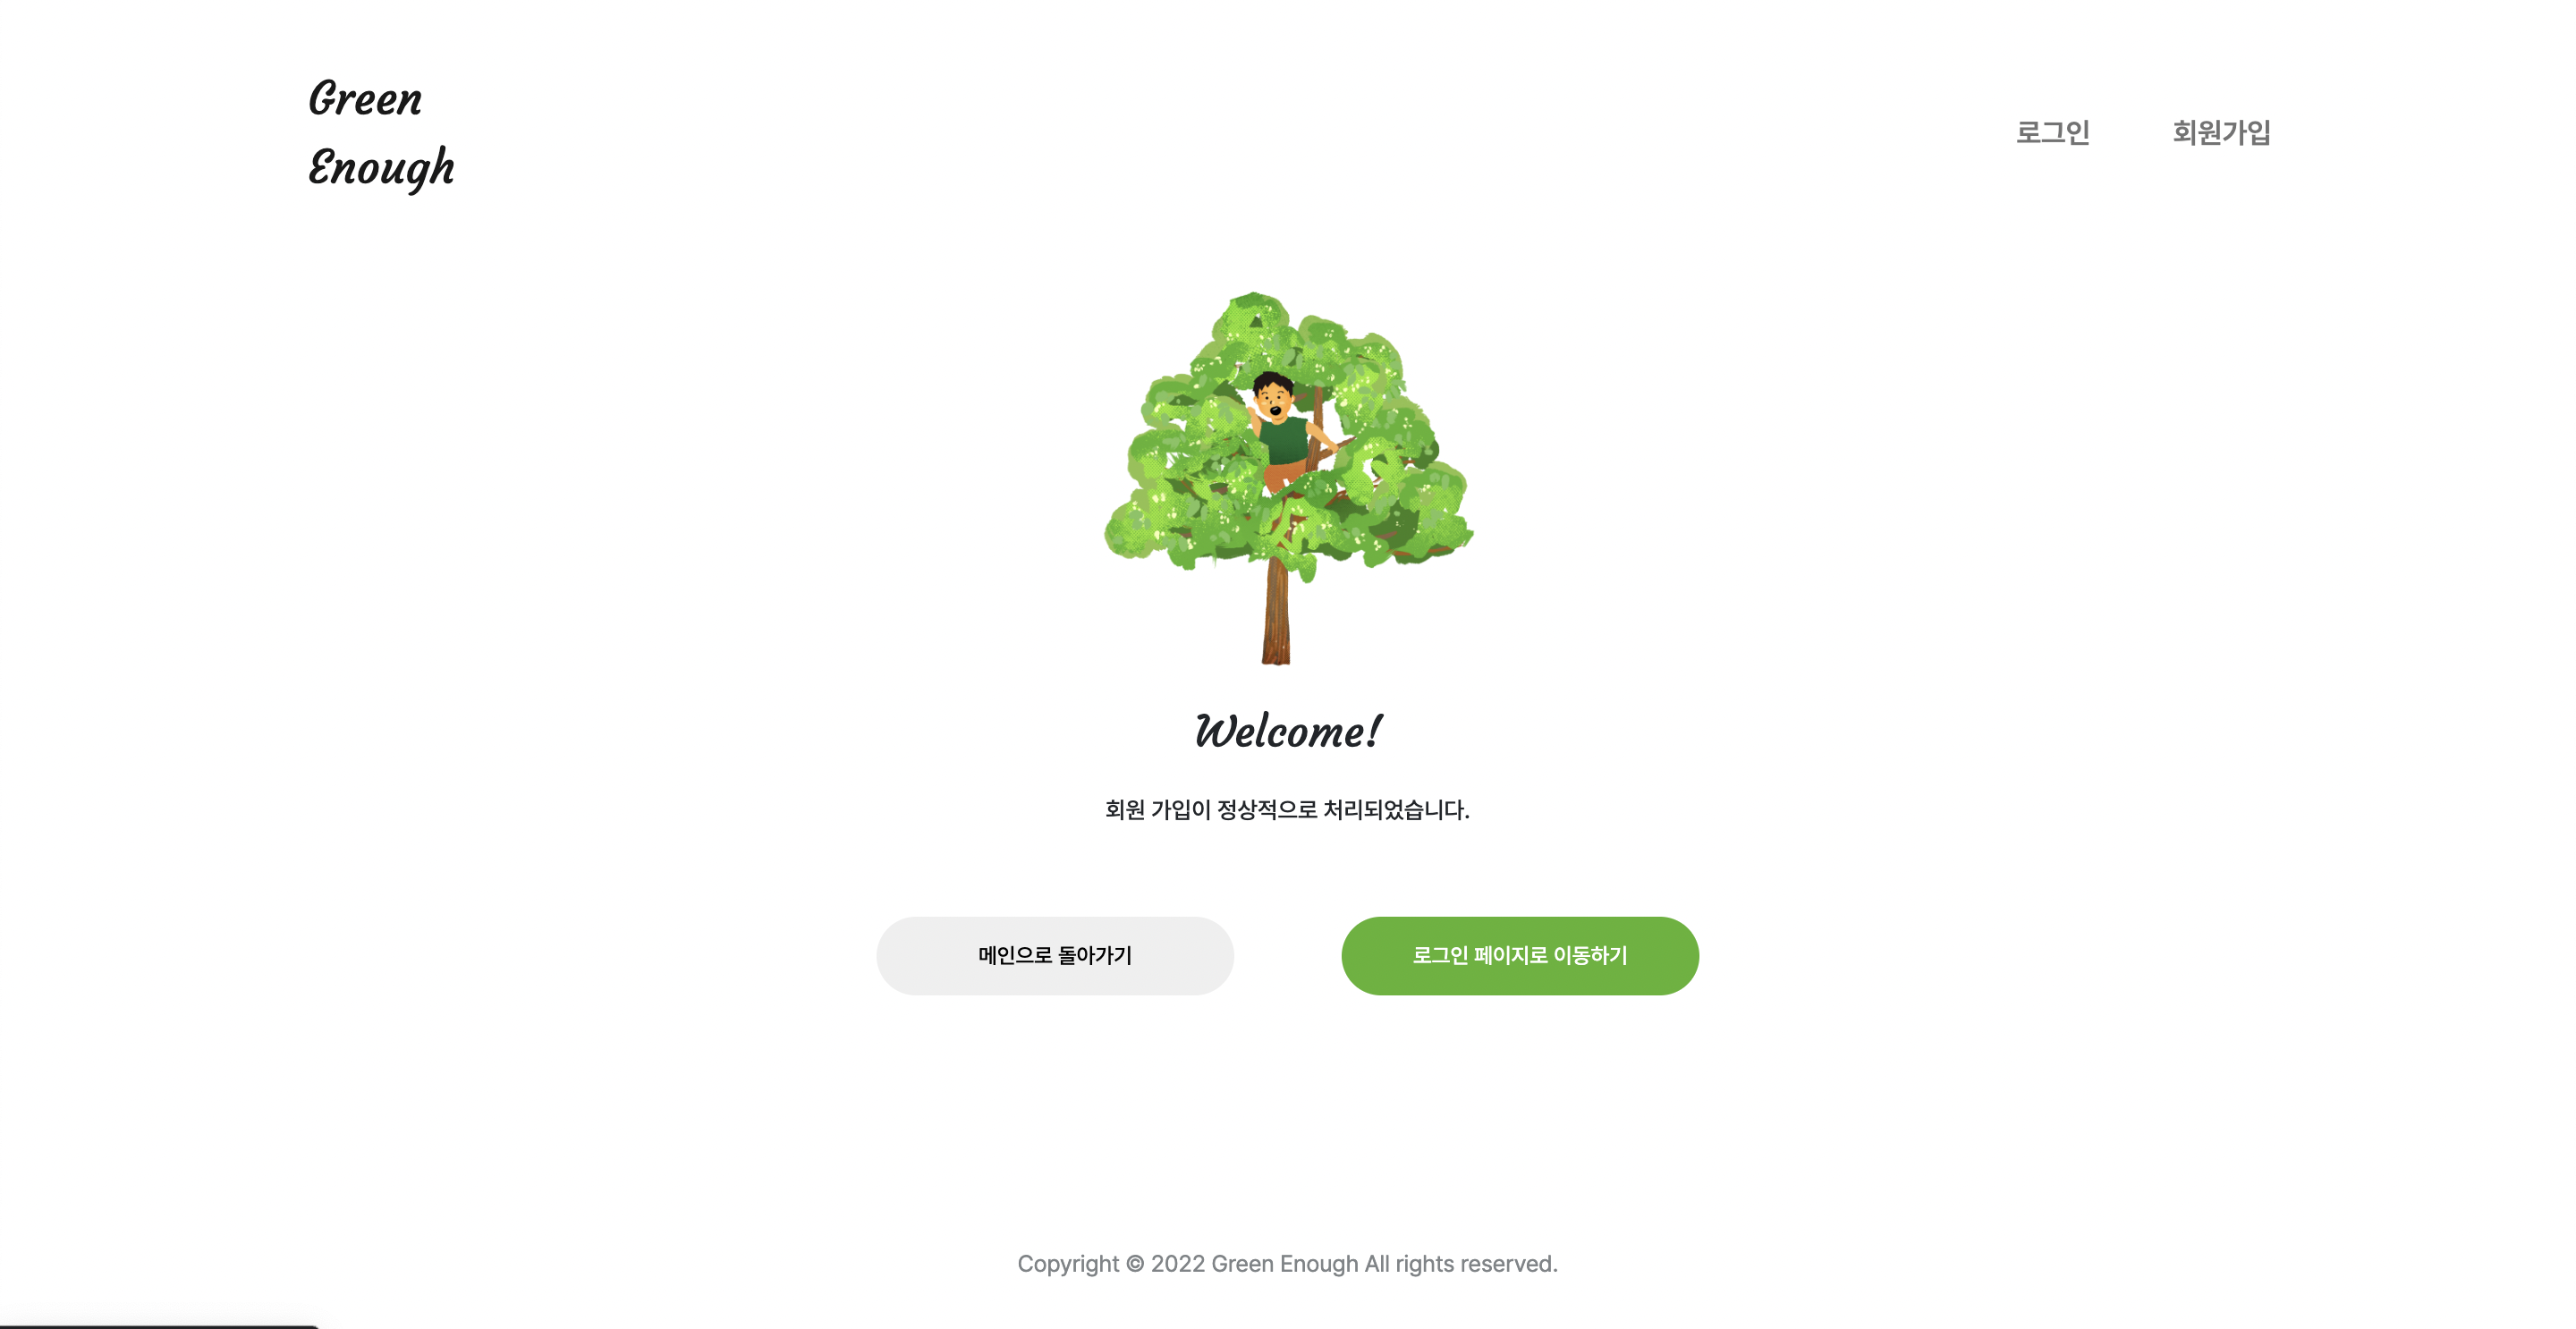 Green
Enough
로그인
회원가입
Welcome!
회원 가입이 정상적으로 처리되었습니다.
메인으로 돌아가기
로그인 페이지로 이동하기
Copyright © 2022 Green Enough All rights reserved.